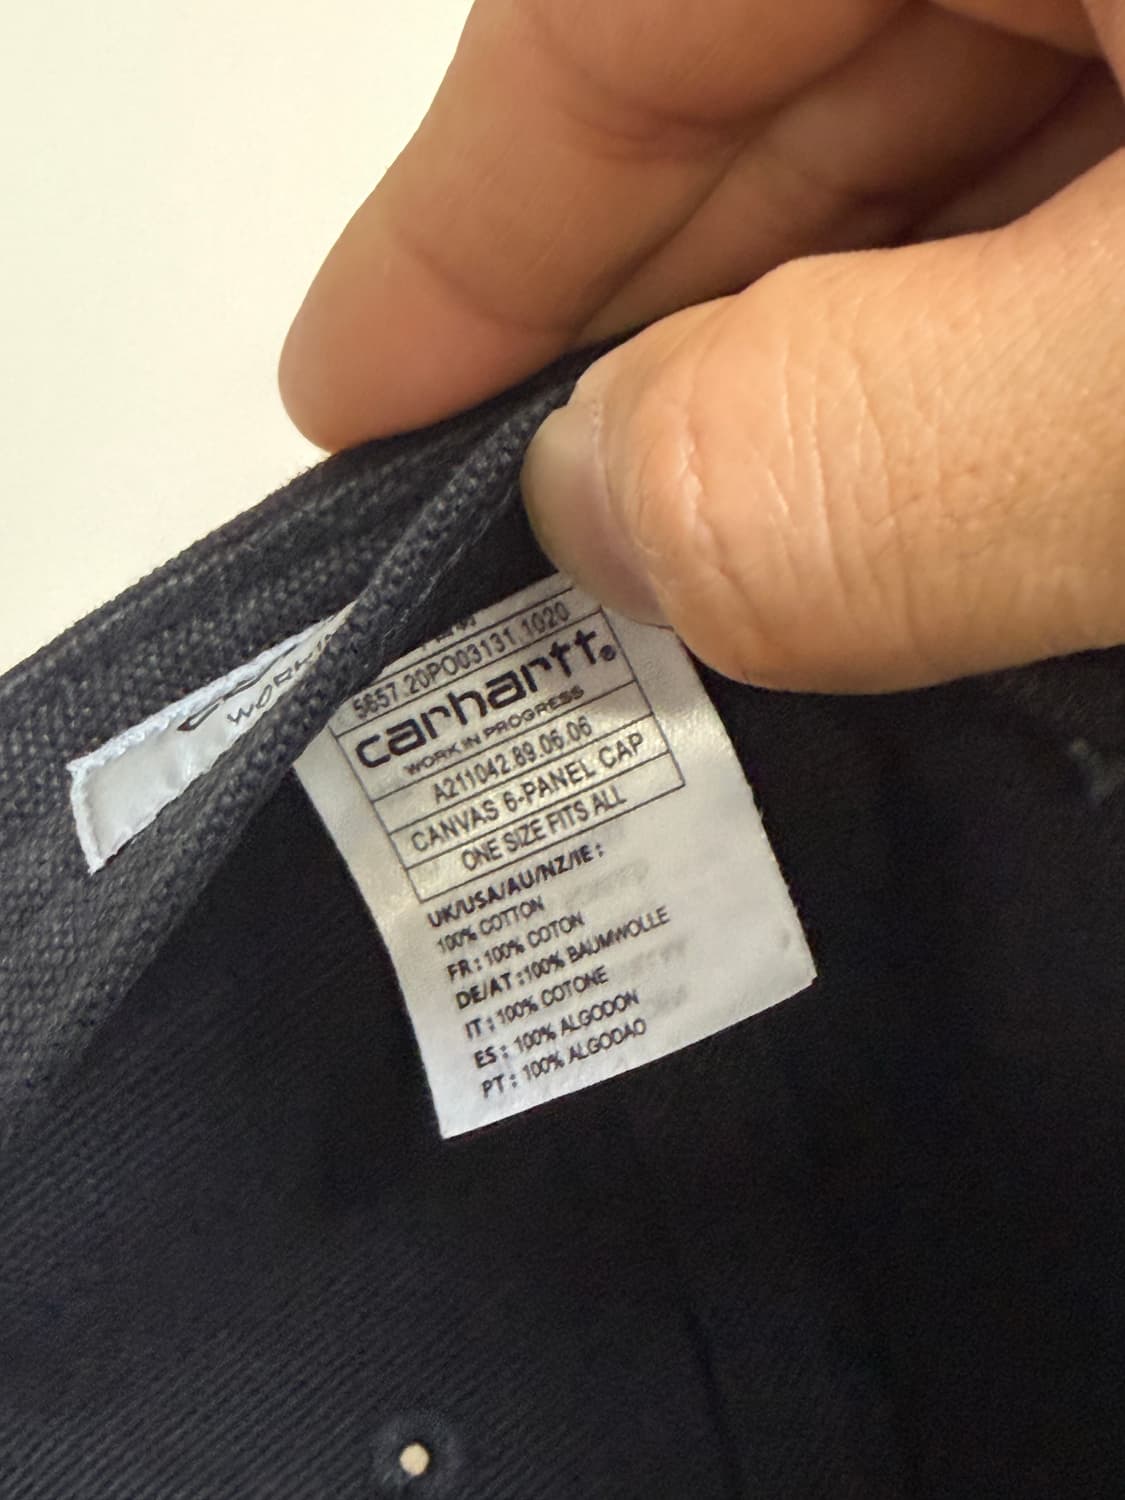 WORKIN
5657.20PO03131.1020
carhartt®
WORK IN PROGRESS
A211042.89.06.06
CANVAS 6-PANEL CAP
ONE SIZE FITS ALL
UK/USA/AU/NZ/IE:
100% COTTON
FR: 100% COTON
DE/AT:100% BAUMWOLLE
IT: 100% COTONE
ES: 100% ALGODON
PT: 100% ALGODAO